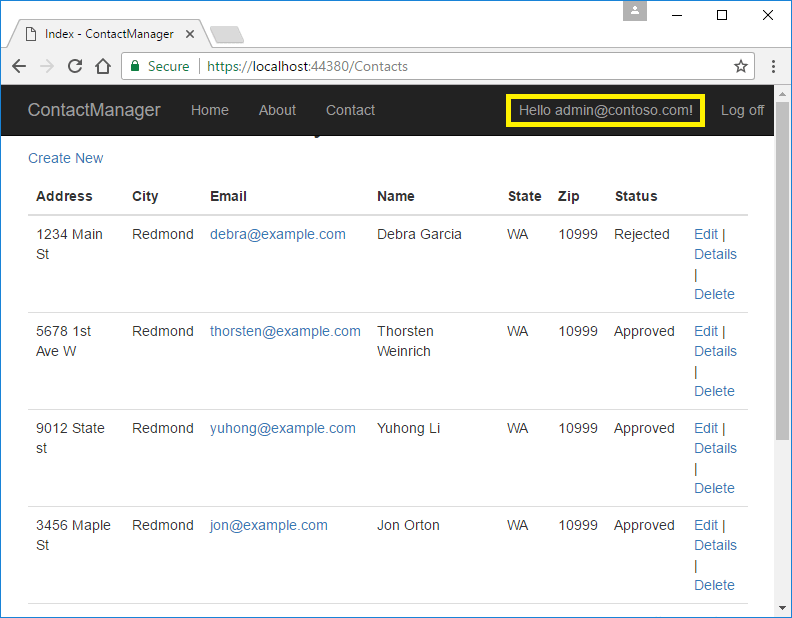 Index - ContactManager
Secure https://localhost:44380/Contacts
ContactManager Home About Contact Hello admin@contoso.com! Log off
Create New
Address City Email Name State Zip Status
1234 Main Redmond debra@example.com Debra Garcia WA 10999 Rejected Edit |
St Details
|
Delete
5678 1st Redmond thorsten@example.com Thorsten WA 10999 Approved Edit |
Ave W Weinrich Details
|
Delete
9012 State Redmond yuhong@example.com Yuhong Li WA 10999 Approved Edit |
st Details
|
Delete
3456 Maple Redmond jon@example.com Jon Orton WA 10999 Approved Edit |
St Details
|
Delete